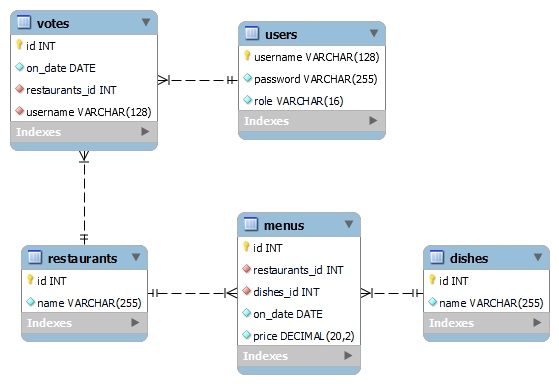 votes
id INT
on_date DATE
restaurants_id INT
username VARCHAR(128)
Indexes
users
username VARCHAR(128)
password VARCHAR(255)
role VARCHAR(16)
Indexes
restaurants
id INT
name VARCHAR(255)
Indexes
menus
id INT
restaurants_id INT
dishes_id INT
on_date DATE
price DECIMAL(20,2)
Indexes
dishes
id INT
name VARCHAR(255)
Indexes